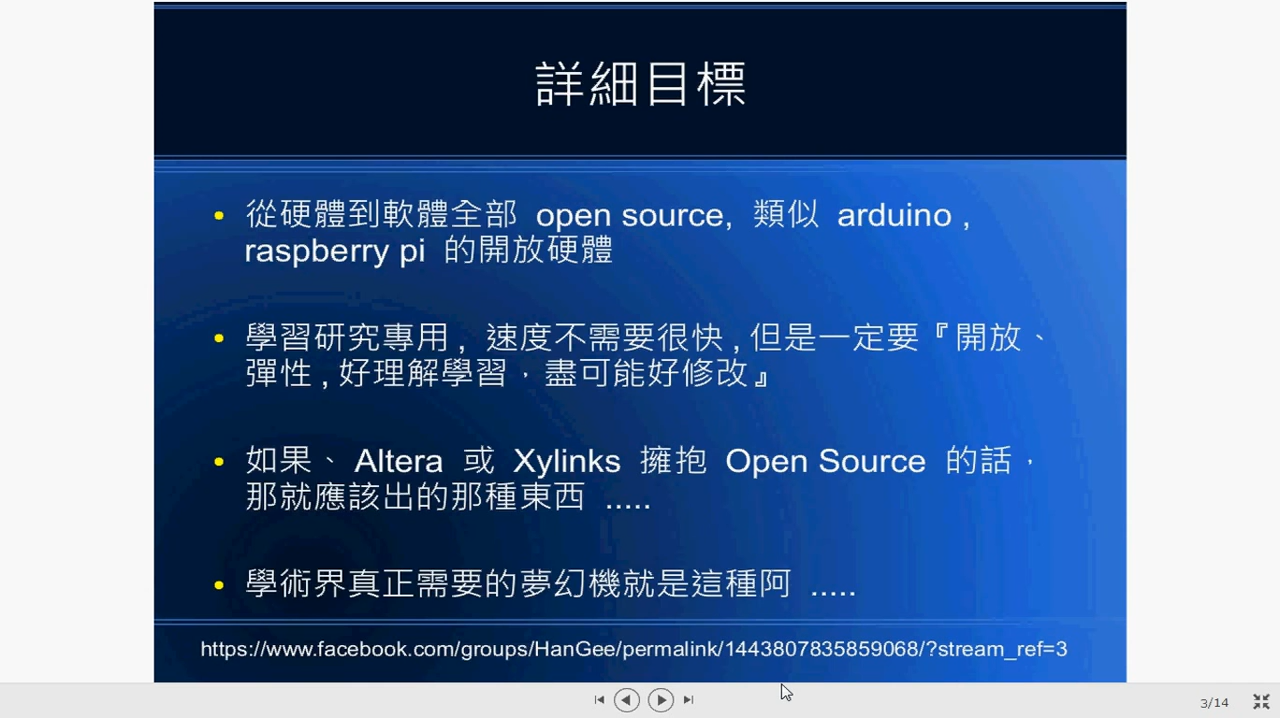 詳細目標
從硬體到軟體全部 open source, 類似 arduino ,
raspberry pi 的開放硬體
學習研究專用, 速度不需要很快,但是一定要『開放、
彈性,好理解學習，盡可能好修改』
如果、Altera 或 Xylinks 擁抱 Open Source 的話，
那就應該出的那種東西 .....
學術界真正需要的夢幻機就是這種阿 .....
https://www.facebook.com/groups/HanGee/permalink/1443807835859068/?stream_ref=3
3/14